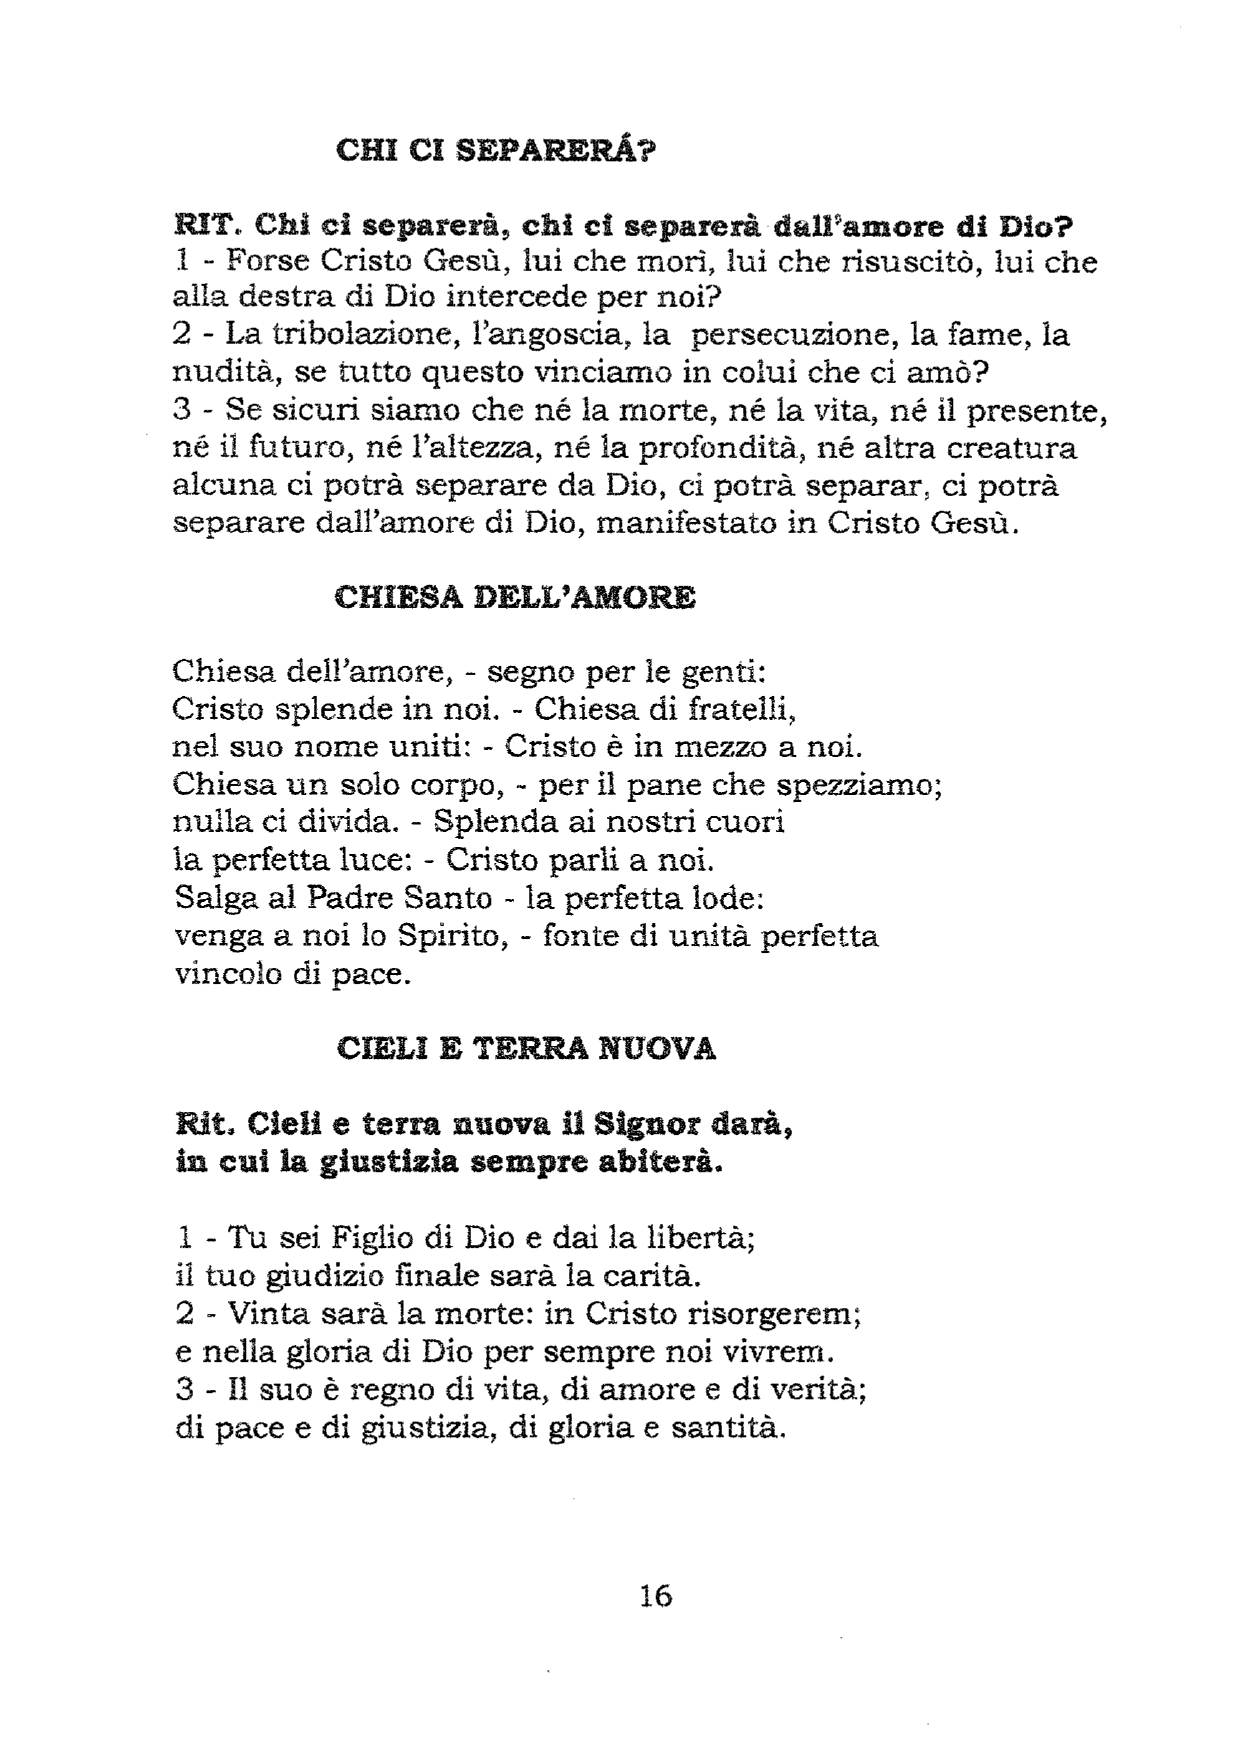 CHI CI SEPARERÁ?
RIT. Chi ci separerà, chi ci separerà dall'amore di Dio?
1 - Forse Cristo Gesù, lui che morì, lui che risuscitò, lui che
alla destra di Dio intercede per noi?
2 - La tribolazione, l'angoscia, la persecuzione, la fame, la
nudità, se tutto questo vinciamo in colui che ci amò?
3 - Se sicuri siamo che né la morte, né la vita, né il presente,
né il futuro, né l'altezza, né la profondità, né altra creatura
alcuna ci potrà separare da Dio, ci potrà separar, ci potrà
separare dall'amore di Dio, manifestato in Cristo Gesù.
CHIESA DELL'AMORE
Chiesa dell'amore, - segno per le genti:
Cristo splende in noi. - Chiesa di fratelli,
nel suo nome uniti: - Cristo è in mezzo a noi.
Chiesa un solo corpo, - per il pane che spezziamo;
nulla ci divida. - Splenda ai nostri cuori
la perfetta luce: - Cristo parli a noi.
Salga al Padre Santo - la perfetta lode:
venga a noi lo Spirito, - fonte di unità perfetta
vincolo di pace.
CIELI E TERRA NUOVA
Rit. Cieli e terra nuova il Signor darà,
in cui la giustizia sempre abiterà.
1 - Tu sei Figlio di Dio e dai la libertà;
il tuo giudizio finale sarà la carità.
2 - Vinta sarà la morte: in Cristo risorgerem;
e nella gloria di Dio per sempre noi vivrem.
3 - Il suo è regno di vita, di amore e di verità;
di pace e di giustizia, di gloria e santità.
16